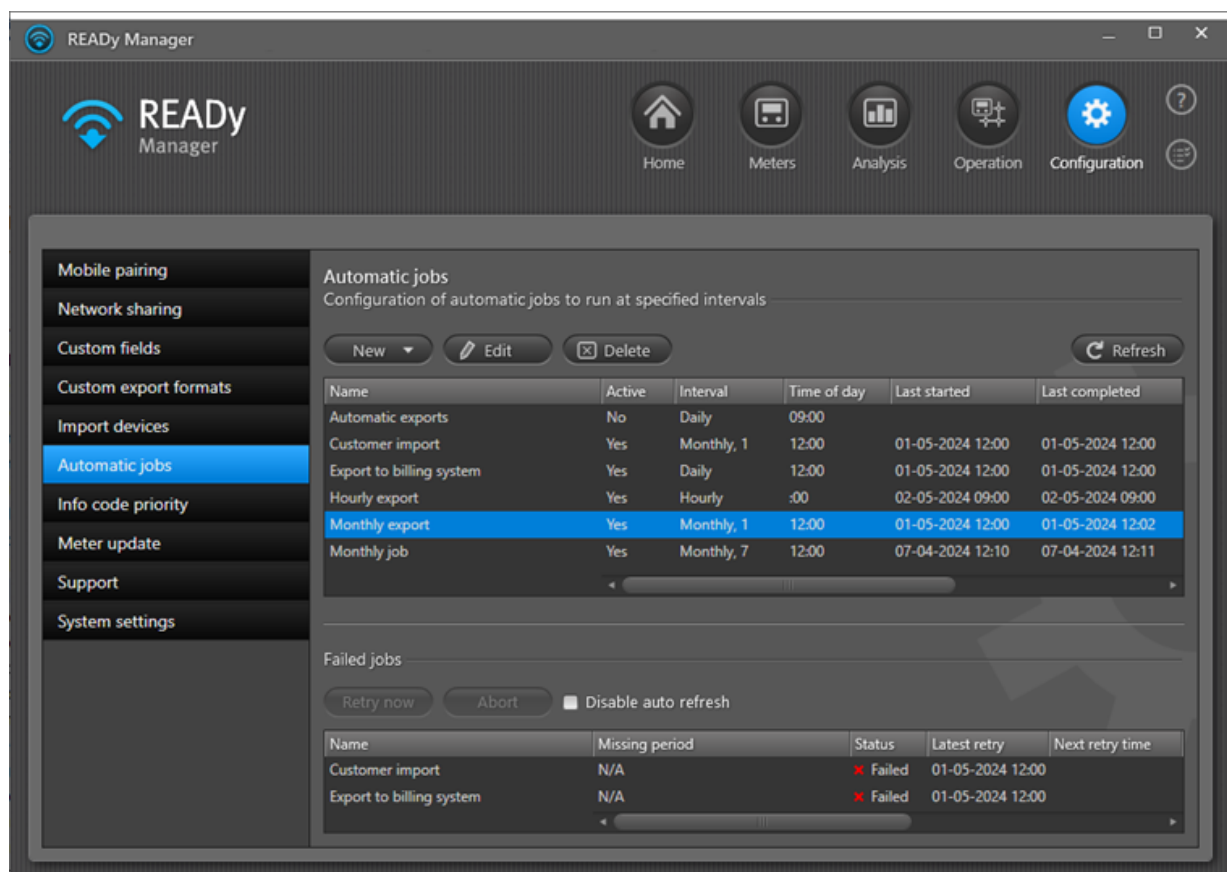 READy Manager
READy
Manager
Home Meters Analysis Operation Configuration
?
Mobile pairing
Network sharing
Custom fields
Custom export formats
Import devices
Automatic jobs
Info code priority
Meter update
Support
System settings
Automatic jobs
Configuration of automatic jobs to run at specified intervals
New Edit Delete Refresh
Name Active Interval Time of day Last started Last completed
Automatic exports No Daily 09:00
Customer import Yes Monthly, 1 12:00 01-05-2024 12:00 01-05-2024 12:00
Export to billing system Yes Daily 12:00 01-05-2024 12:00 01-05-2024 12:00
Hourly export Yes Hourly :00 02-05-2024 09:00 02-05-2024 09:00
Monthly export Yes Monthly, 1 12:00 01-05-2024 12:00 01-05-2024 12:02
Monthly job Yes Monthly, 7 12:00 07-04-2024 12:10 07-04-2024 12:11
Failed jobs
Retry now Abort Disable auto refresh
Name Missing period Status Latest retry Next retry time
Customer import N/A Failed 01-05-2024 12:00
Export to billing system N/A Failed 01-05-2024 12:00